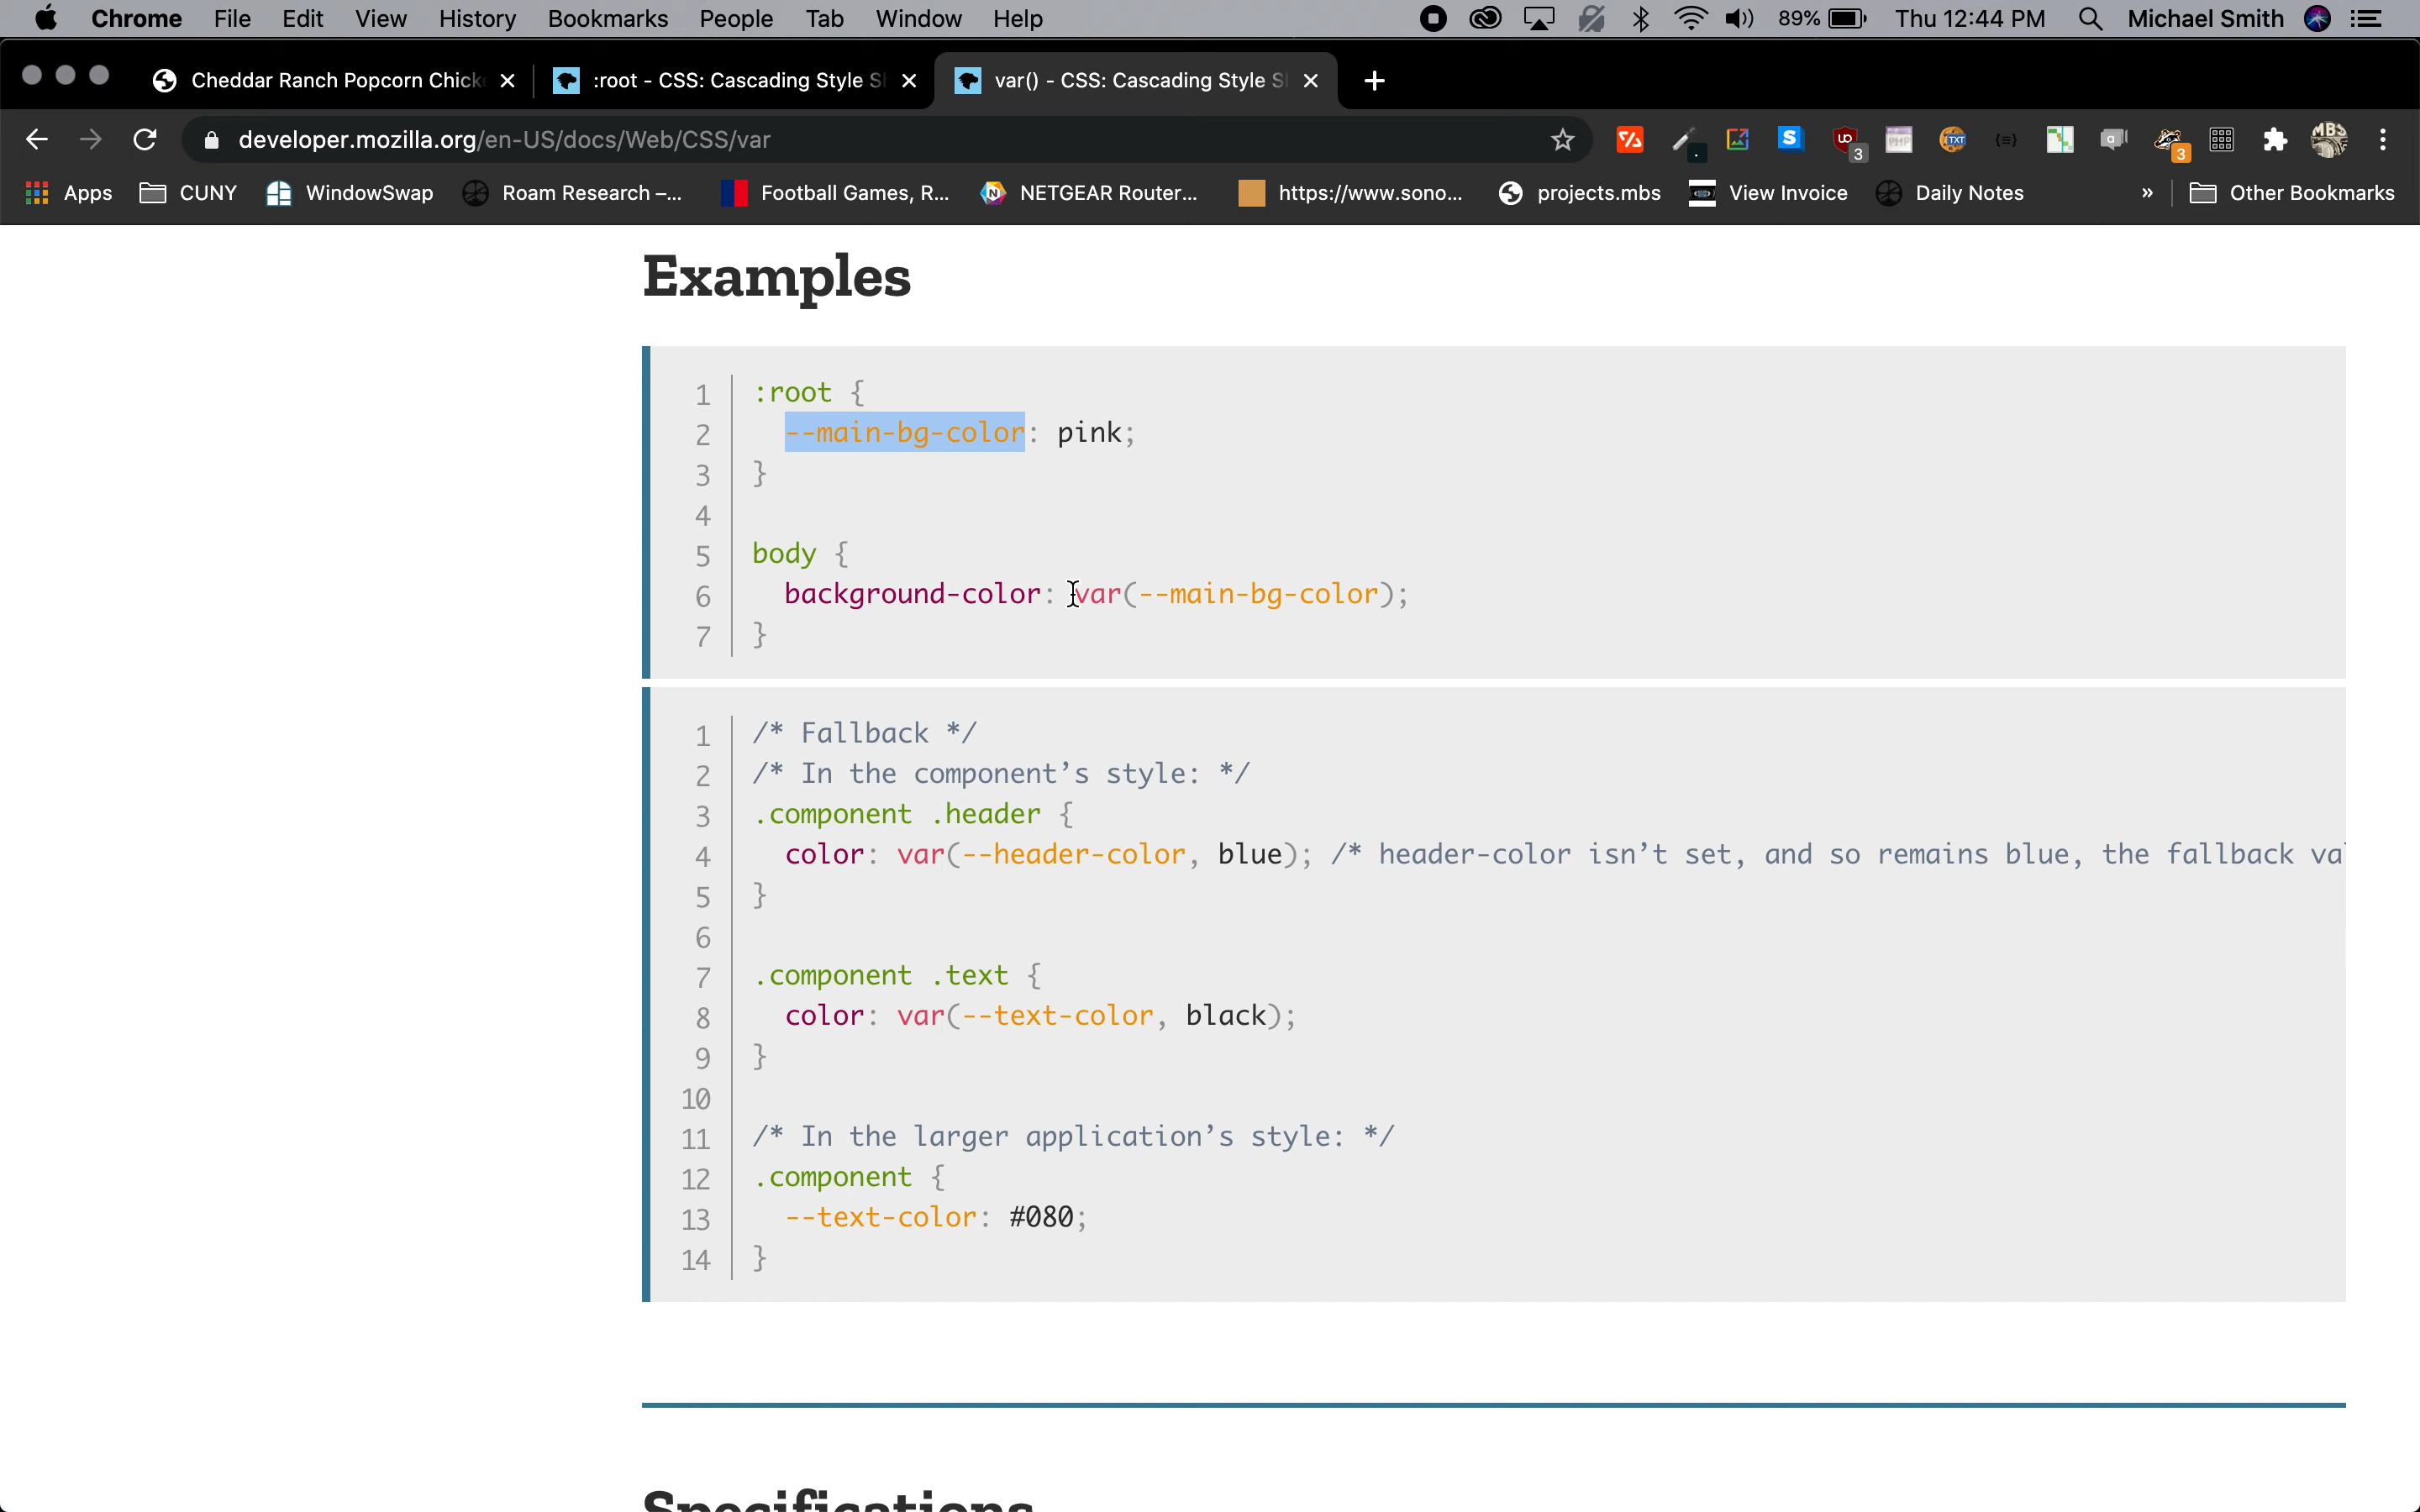 Chrome File Edit View History Bookmarks People Tab Window Help 89% Thu 12:44 PM Michael Smith
Cheddar Ranch Popcorn Chick :root - CSS: Cascading Style S var() - CSS: Cascading Style S
developer.mozilla.org/en-US/docs/Web/CSS/var S 3 TXT 3 MBS
Apps CUNY WindowSwap Roam Research –... Football Games, R... NETGEAR Router... https://www.sono... projects.mbs View Invoice Daily Notes » Other Bookmarks
Examples
1 :root {
2 --main-bg-color: pink;
3 }
4
5 body {
6 background-color: var(--main-bg-color);
7 }
1 /* Fallback */
2 /* In the component’s style: */
3 .component .header {
4 color: var(--header-color, blue); /* header-color isn’t set, and so remains blue, the fallback va
5 }
6
7 .component .text {
8 color: var(--text-color, black);
9 }
10
11 /* In the larger application’s style: */
12 .component {
13 --text-color: #080;
14 }
Specifications